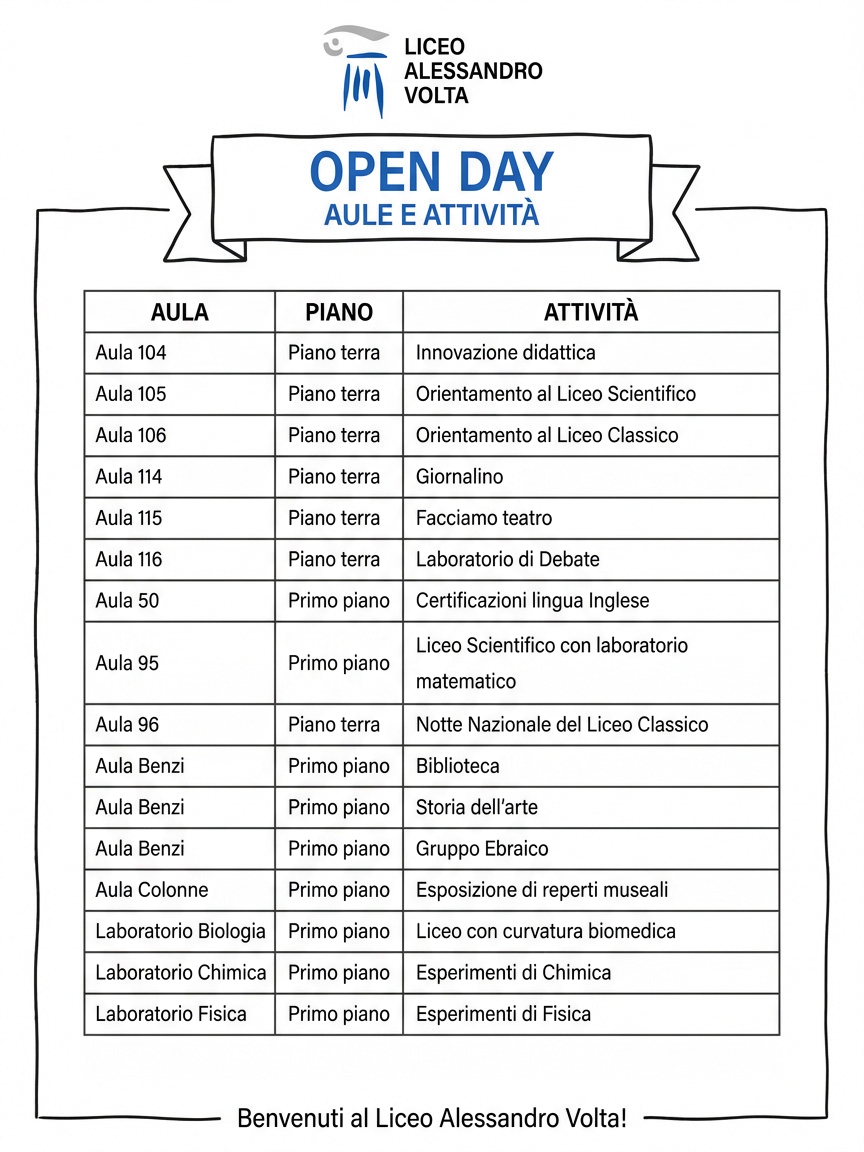 LICEO
ALESSANDRO
VOLTA
OPEN DAY
AULE E ATTIVITÀ
AULA PIANO ATTIVITÀ
Aula 104 Piano terra Innovazione didattica
Aula 105 Piano terra Orientamento al Liceo Scientifico
Aula 106 Piano terra Orientamento al Liceo Classico
Aula 114 Piano terra Giornalino
Aula 115 Piano terra Facciamo teatro
Aula 116 Piano terra Laboratorio di Debate
Aula 50 Primo piano Certificazioni lingua Inglese
Aula 95 Primo piano Liceo Scientifico con laboratorio
matematico
Aula 96 Piano terra Notte Nazionale del Liceo Classico
Aula Benzi Primo piano Biblioteca
Aula Benzi Primo piano Storia dell'arte
Aula Benzi Primo piano Gruppo Ebraico
Aula Colonne Primo piano Esposizione di reperti museali
Laboratorio Biologia Primo piano Liceo con curvatura biomedica
Laboratorio Chimica Primo piano Esperimenti di Chimica
Laboratorio Fisica Primo piano Esperimenti di Fisica
Benvenuti al Liceo Alessandro Volta!